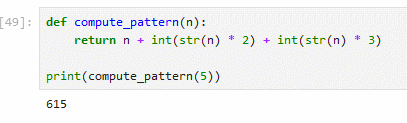 [49]: def compute_pattern(n):
    return n + int(str(n) * 2) + int(str(n) * 3)

print(compute_pattern(5))
615